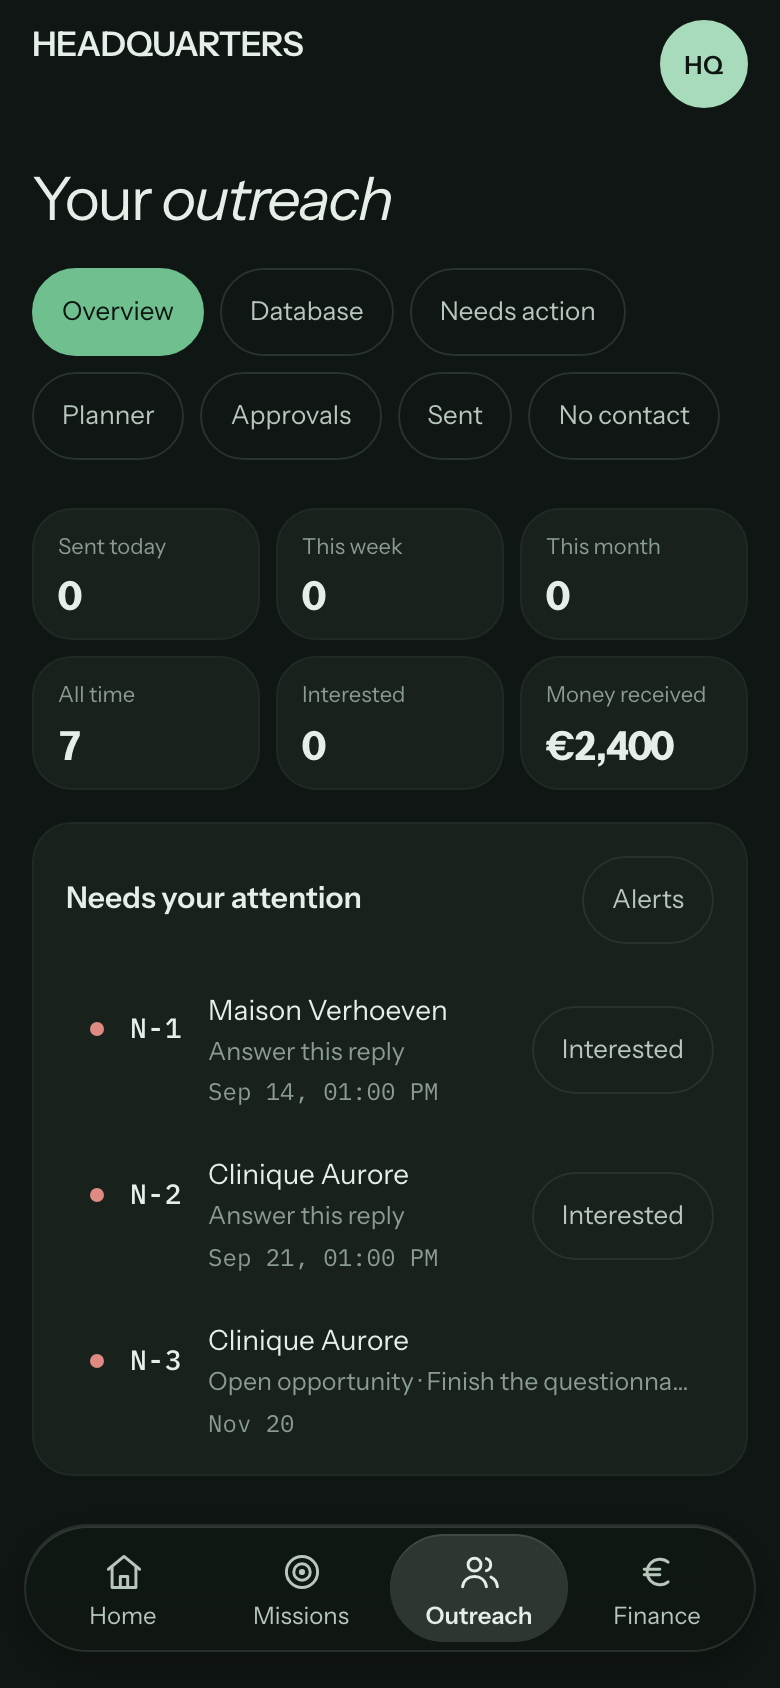 HEADQUARTERS
HQ
Your outreach
Overview
Database
Needs action
Planner
Approvals
Sent
No contact
Sent today
This week
This month
0
0
0
All time
Interested
Money received
7
0
€2,400
Needs your attention
Alerts
N-1
Maison Verhoeven
Answer this reply
Sep 14, 01:00 PM
Interested
N-2
Clinique Aurore
Answer this reply
Sep 21, 01:00 PM
Interested
N-3
Clinique Aurore
Open opportunity · Finish the questionna...
Nov 20
Home
Missions
Outreach
Finance